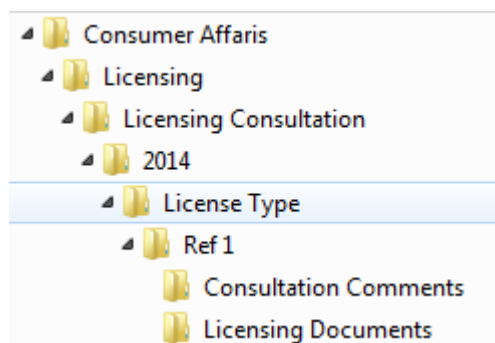 Consumer Affaris
Licensing
Licensing Consultation
2014
License Type
Ref 1
Consultation Comments
Licensing Documents